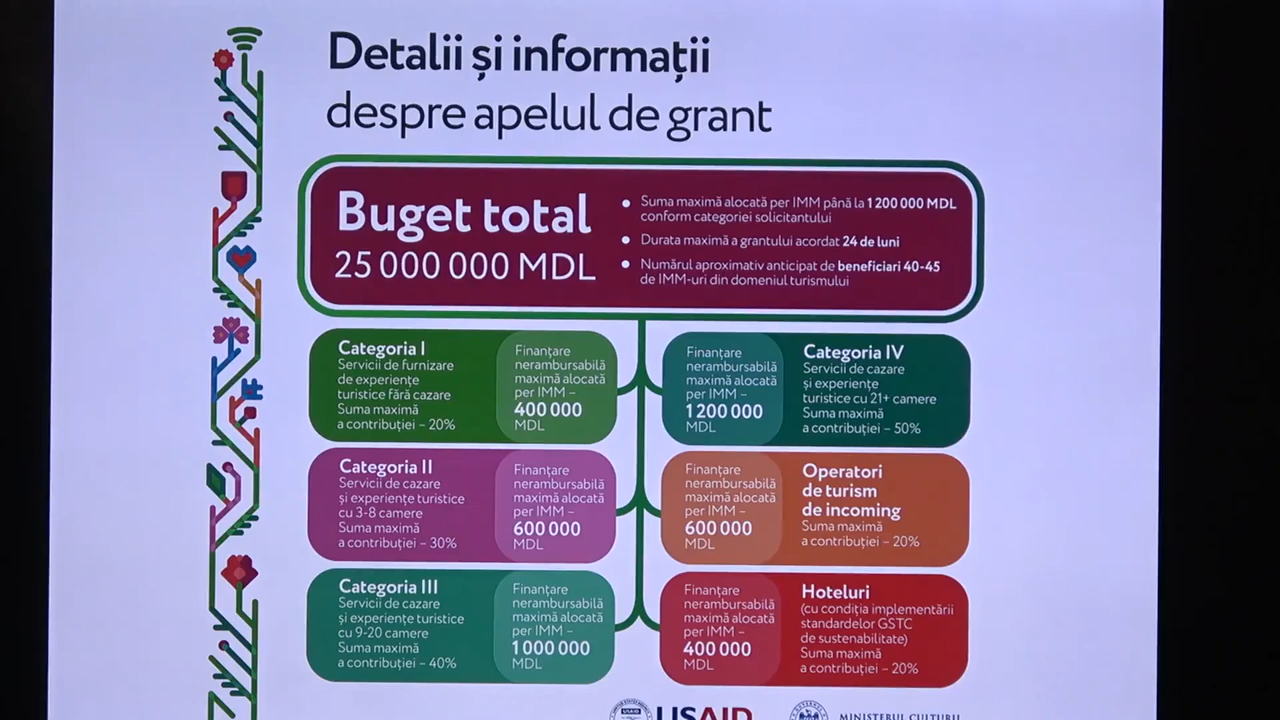 Detalii și informații
despre apelul de grant
Buget total
25 000 000 MDL
• Suma maximă alocată per IMM până la 1 200 000 MDL
conform categoriei solicitantului
• Durata maximă a grantului acordat 24 de luni
• Numărul aproximativ anticipat de beneficiari 40-45
de IMM-uri din domeniul turismului
Categoria I
Servicii de furnizare
de experiențe
turistice fără cazare
Suma maximă
a contribuției – 20%
Finanțare
nerambursabilă
maximă alocată
per IMM –
400 000
MDL
Finanțare
nerambursabilă
maximă alocată
per IMM –
1 200 000
MDL
Categoria IV
Servicii de cazare
și experiențe
turistice cu 21+ camere
Suma maximă
a contribuției – 50%
Categoria II
Servicii de cazare
și experiențe turistice
cu 3-8 camere
Suma maximă
a contribuției – 30%
Finanțare
nerambursabilă
maximă alocată
per IMM –
600 000
MDL
Finanțare
nerambursabilă
maximă alocată
per IMM –
600 000
MDL
Operatori
de turism
de incoming
Suma maximă
a contribuției – 20%
Categoria III
Servicii de cazare
și experiențe turistice
cu 9-20 camere
Suma maximă
a contribuției – 40%
Finanțare
nerambursabilă
maximă alocată
per IMM –
1 000 000
MDL
Finanțare
nerambursabilă
maximă alocată
per IMM –
400 000
MDL
Hoteluri
(cu condiția implementării
standardelor GSTC
de sustenabilitate)
Suma maximă
a contribuției – 20%
USAID
MINISTERUL CULTURII